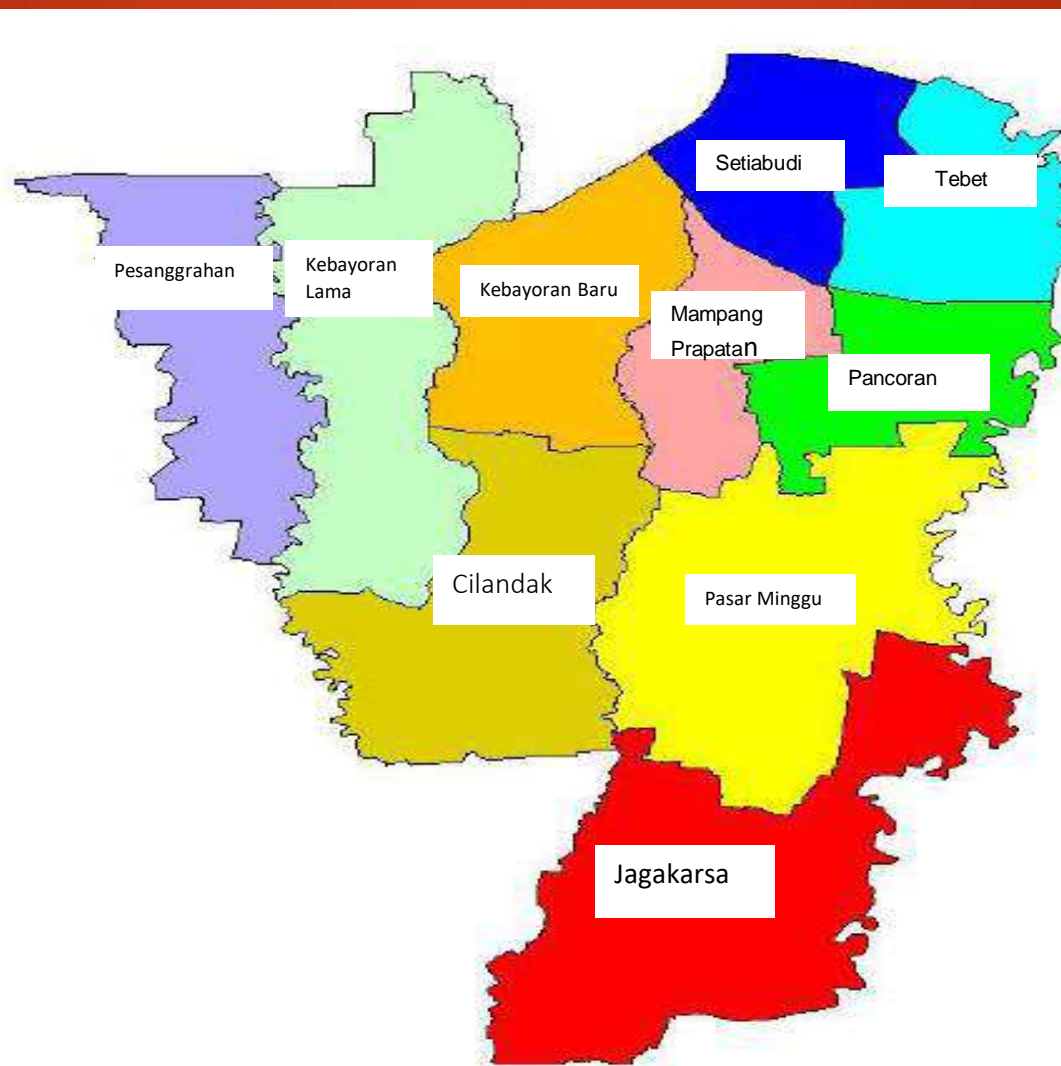 Setiabudi
Tebet
Pesanggrahan
Kebayoran
Lama
Kebayoran Baru
Mampang
Prapatan
Pancoran
Cilandak
Pasar Minggu
Jagakarsa